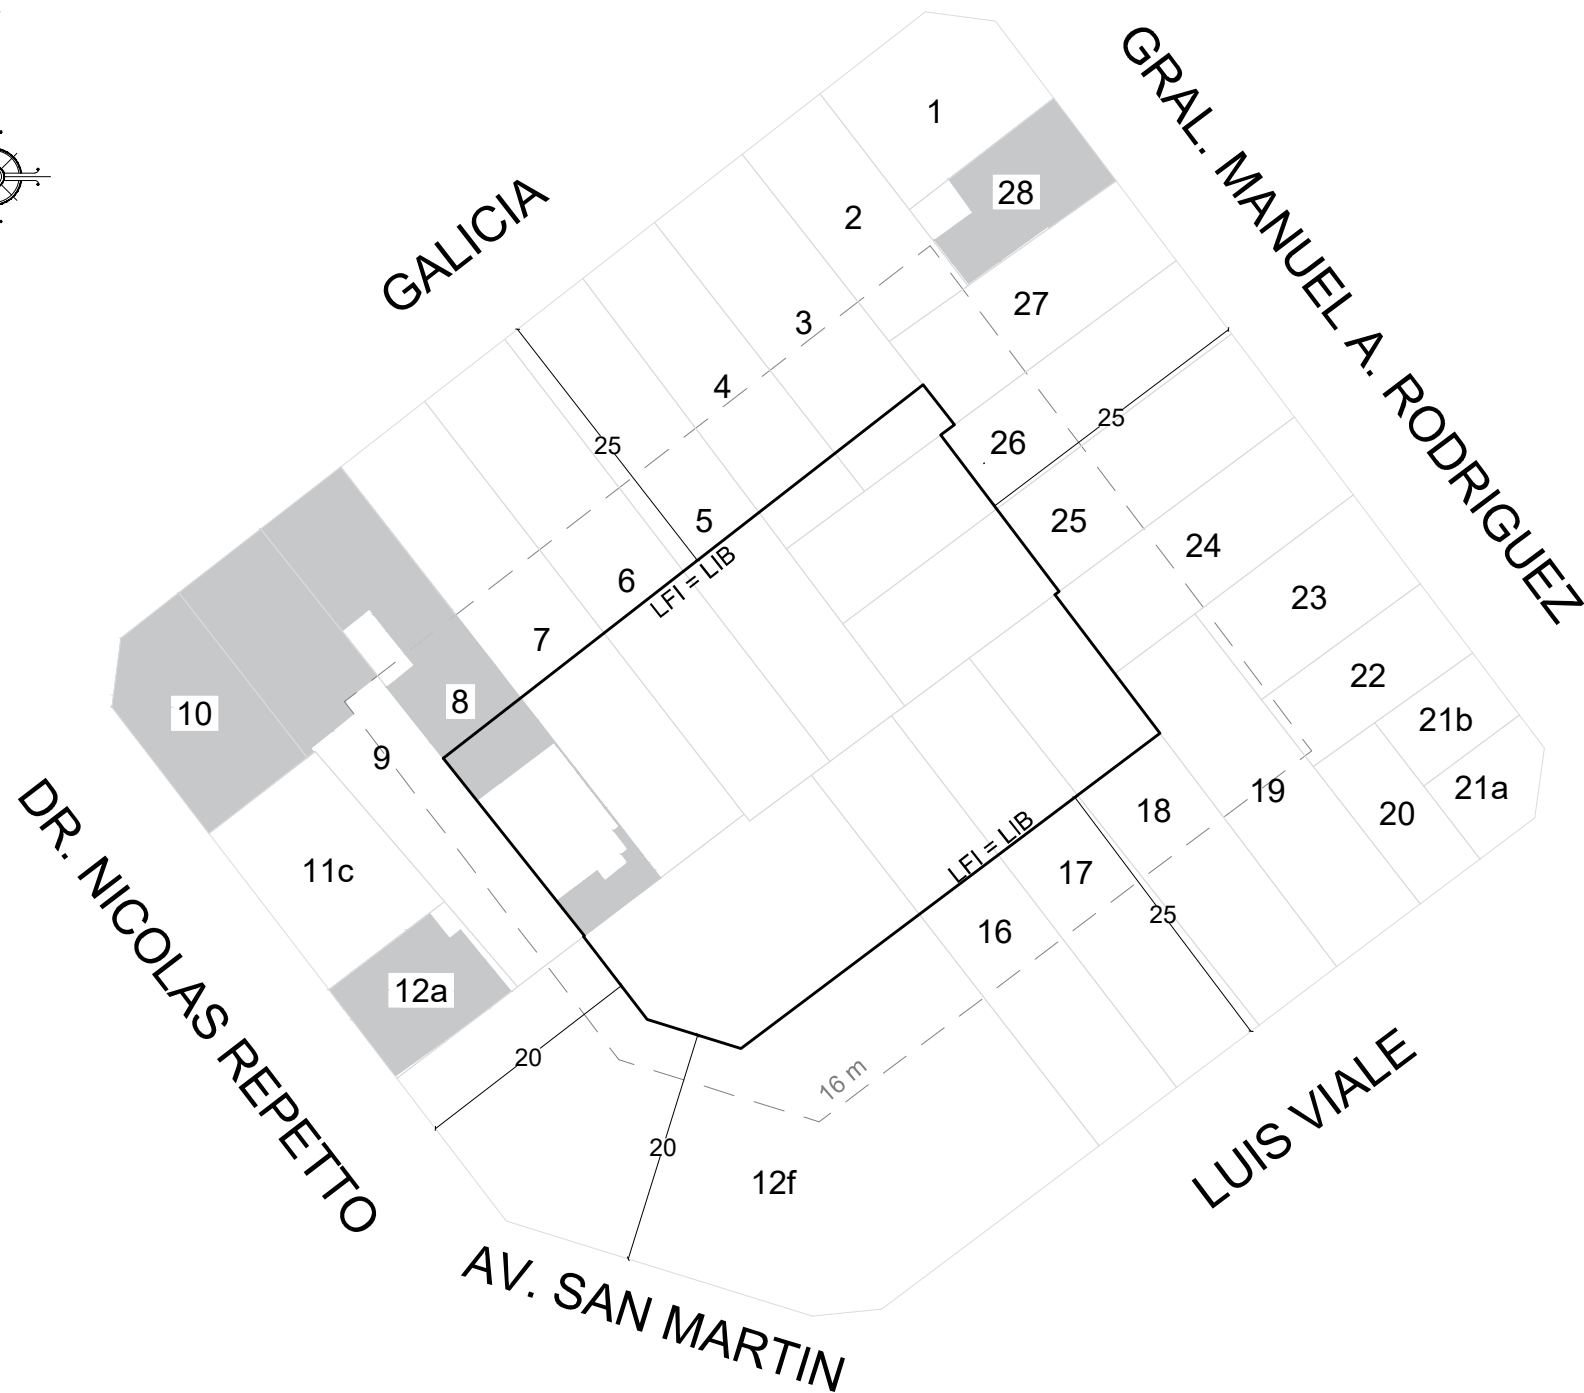 1
GRAL. MANUEL A. RODRIGUEZ
28
GALICIA
2
27
3
4
25
25
26
5
25
24
LFI = LIB
6
23
7
22
8
10
21b
9
19
21a
18
20
LFI = LIB
17
11c
25
16
DR. NICOLAS REPETTO
12a
20
16 m
LUIS VIALE
20
12f
AV. SAN MARTIN